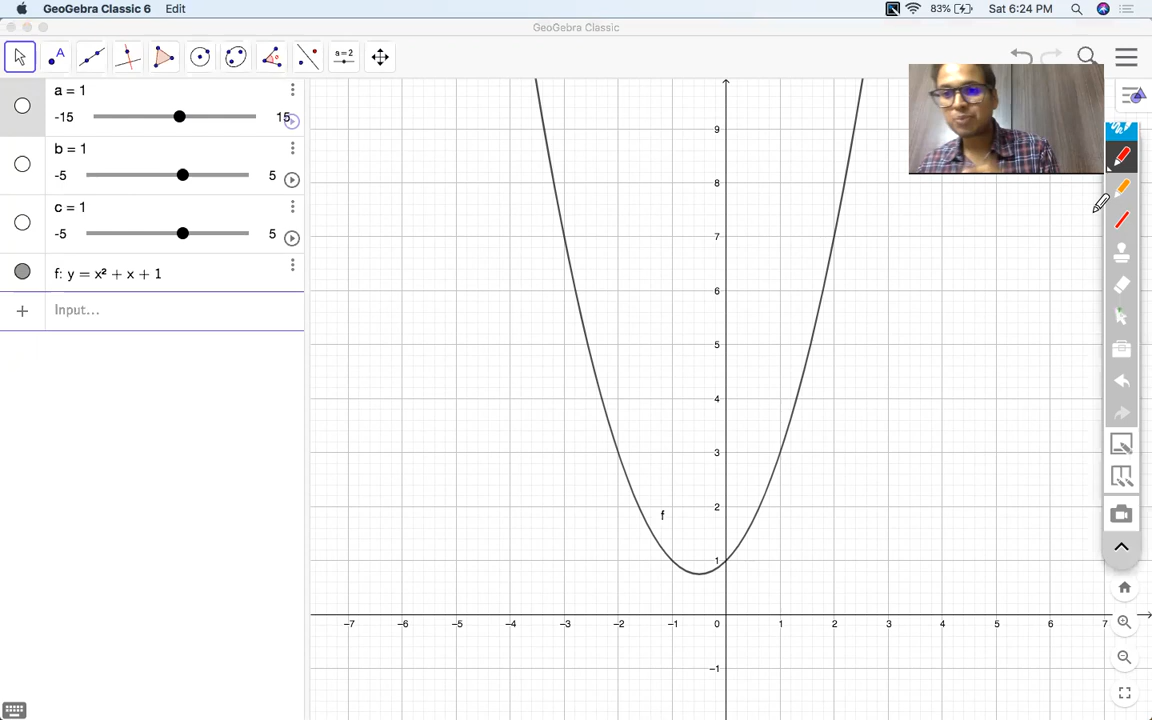 GeoGebra Classic 6 Edit 83% Sat 6:24 PM
GeoGebra Classic
A a=2
a = 1
-15 15
b = 1
-5 5
c = 1
-5 5
f: y = x² + x + 1
+ Input...
9
8
7
6
5
4
3
f 2
1
-7 -6 -5 -4 -3 -2 -1 0 1 2 3 4 5 6 7
-1